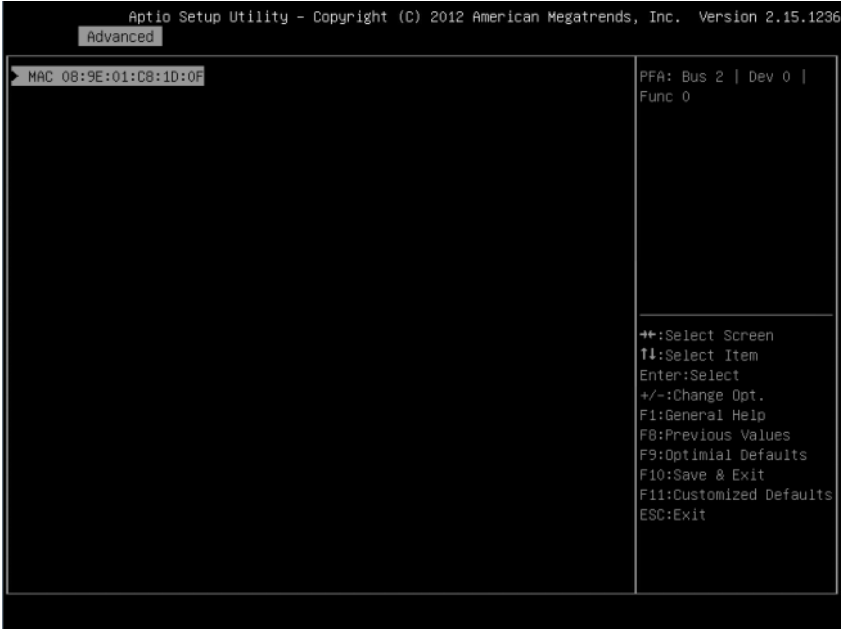 Aptio Setup Utility - Copyright (C) 2012 American Megatrends, Inc. Version 2.15.1236
Advanced
MAC 08:9E:01:C8:1D:0F
PFA: Bus 2 | Dev 0 |
Func 0
→←:Select Screen
↑↓:Select Item
Enter:Select
+/-:Change Opt.
F1:General Help
F8:Previous Values
F9:Optimial Defaults
F10:Save & Exit
F11:Customized Defaults
ESC:Exit